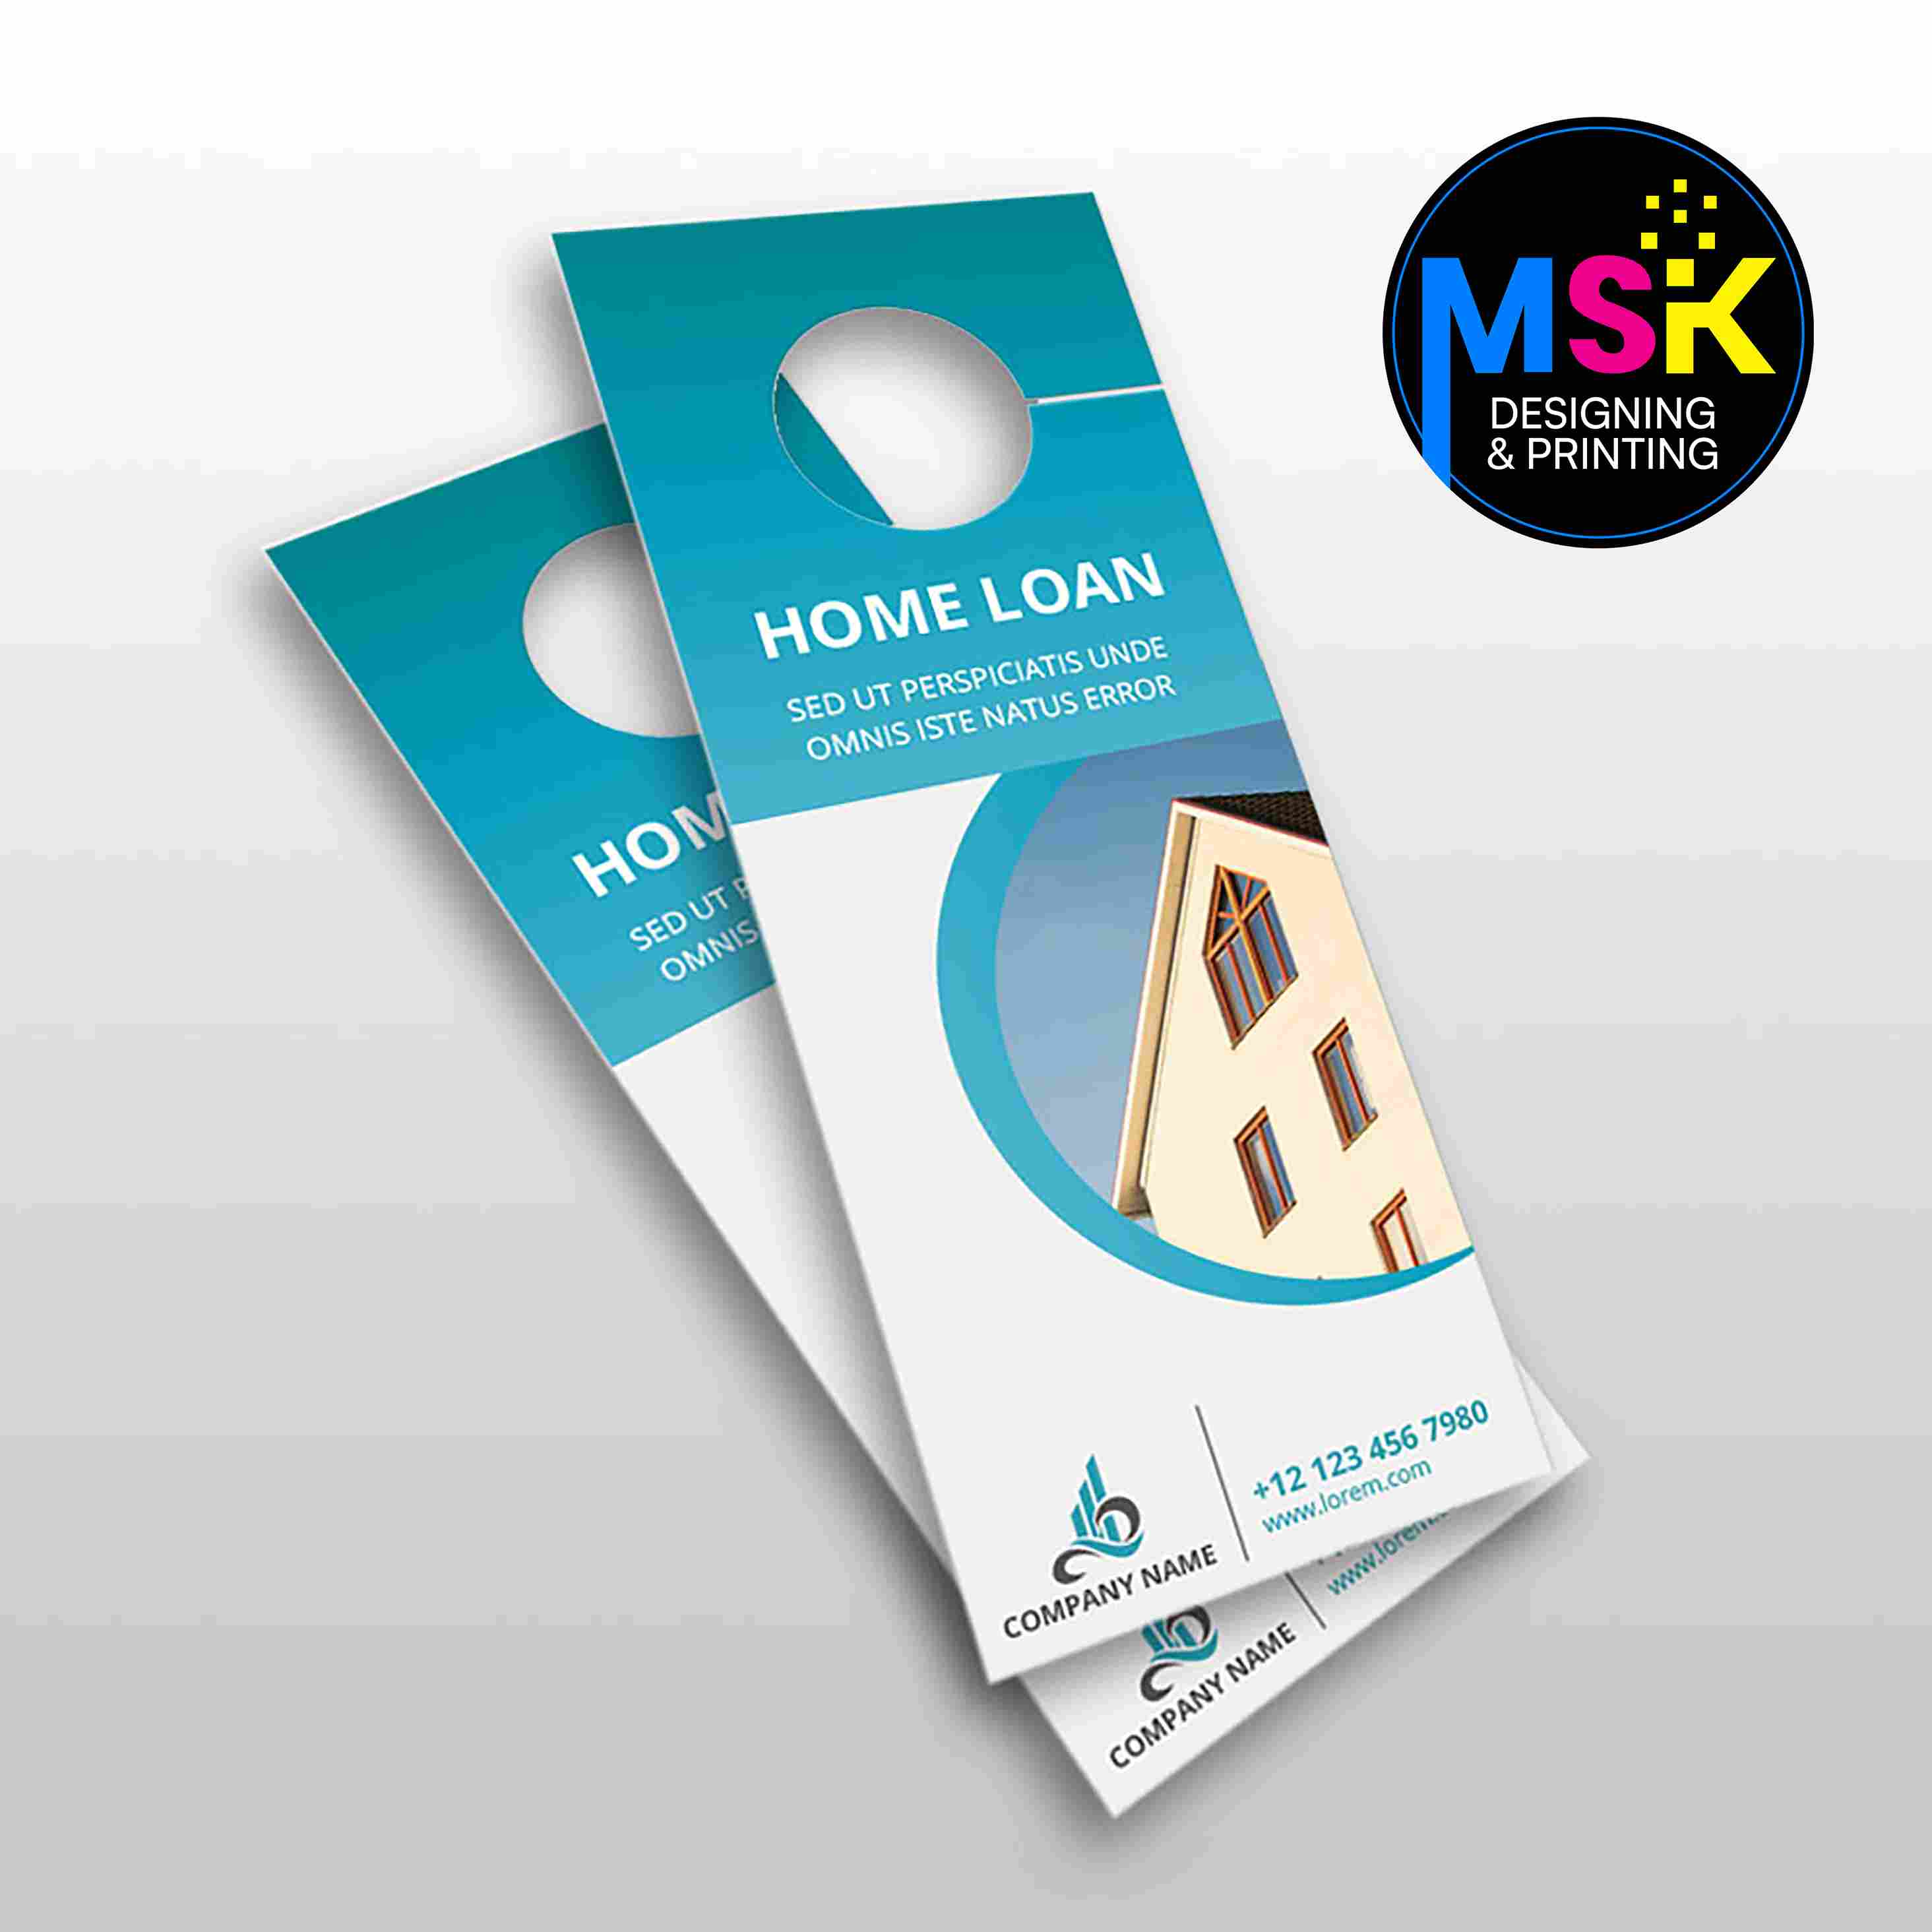 MSK
DESIGNING
& PRINTING
HOME LOAN
SED UT PERSPICIATIS UNDE
OMNIS ISTE NATUS ERROR
+12 123 456 7980
www.lorem.com
COMPANY NAME
HOM
SED UT P
OMNIS
www.lorem.
COMPANY NAME